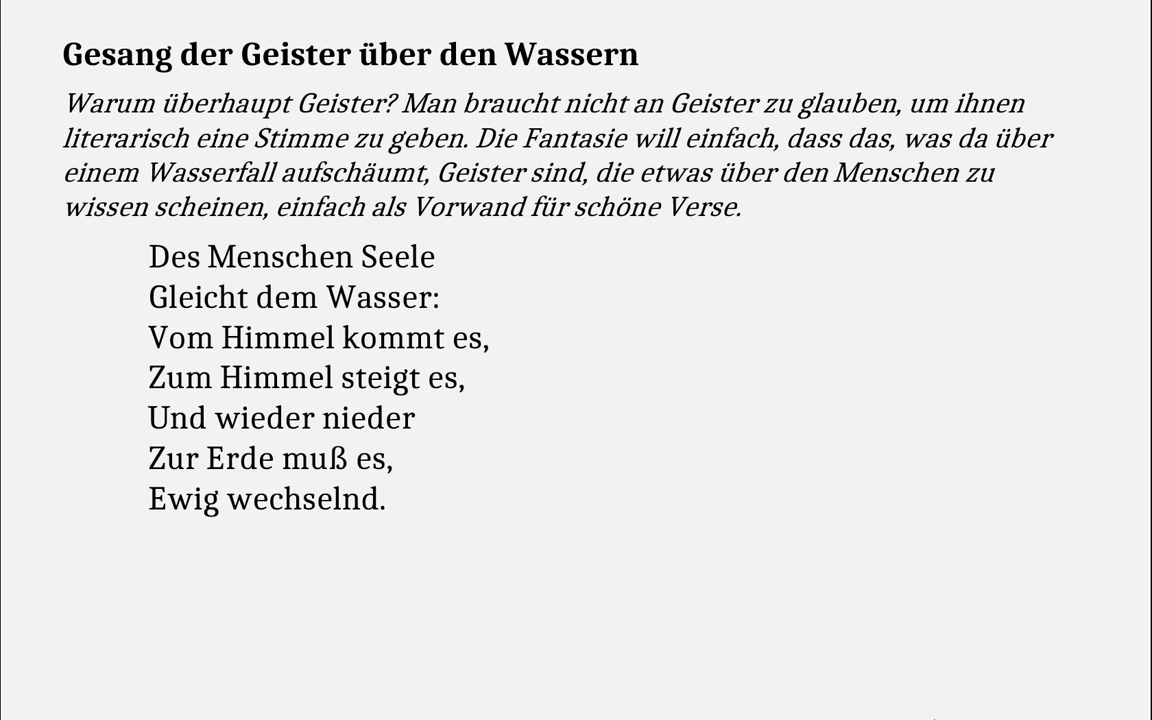 Gesang der Geister über den Wassern
Warum überhaupt Geister? Man braucht nicht an Geister zu glauben, um ihnen
literarisch eine Stimme zu geben. Die Fantasie will einfach, dass das, was da über
einem Wasserfall aufschäumt, Geister sind, die etwas über den Menschen zu
wissen scheinen, einfach als Vorwand für schöne Verse.
Des Menschen Seele
Gleicht dem Wasser:
Vom Himmel kommt es,
Zum Himmel steigt es,
Und wieder nieder
Zur Erde muß es,
Ewig wechselnd.